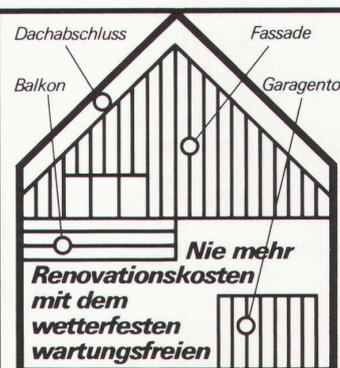 Dachabschluss
Fassade
Balkon
Garagento
Nie mehr
Renovationskosten
mit dem
wetterfesten
wartungsfreien